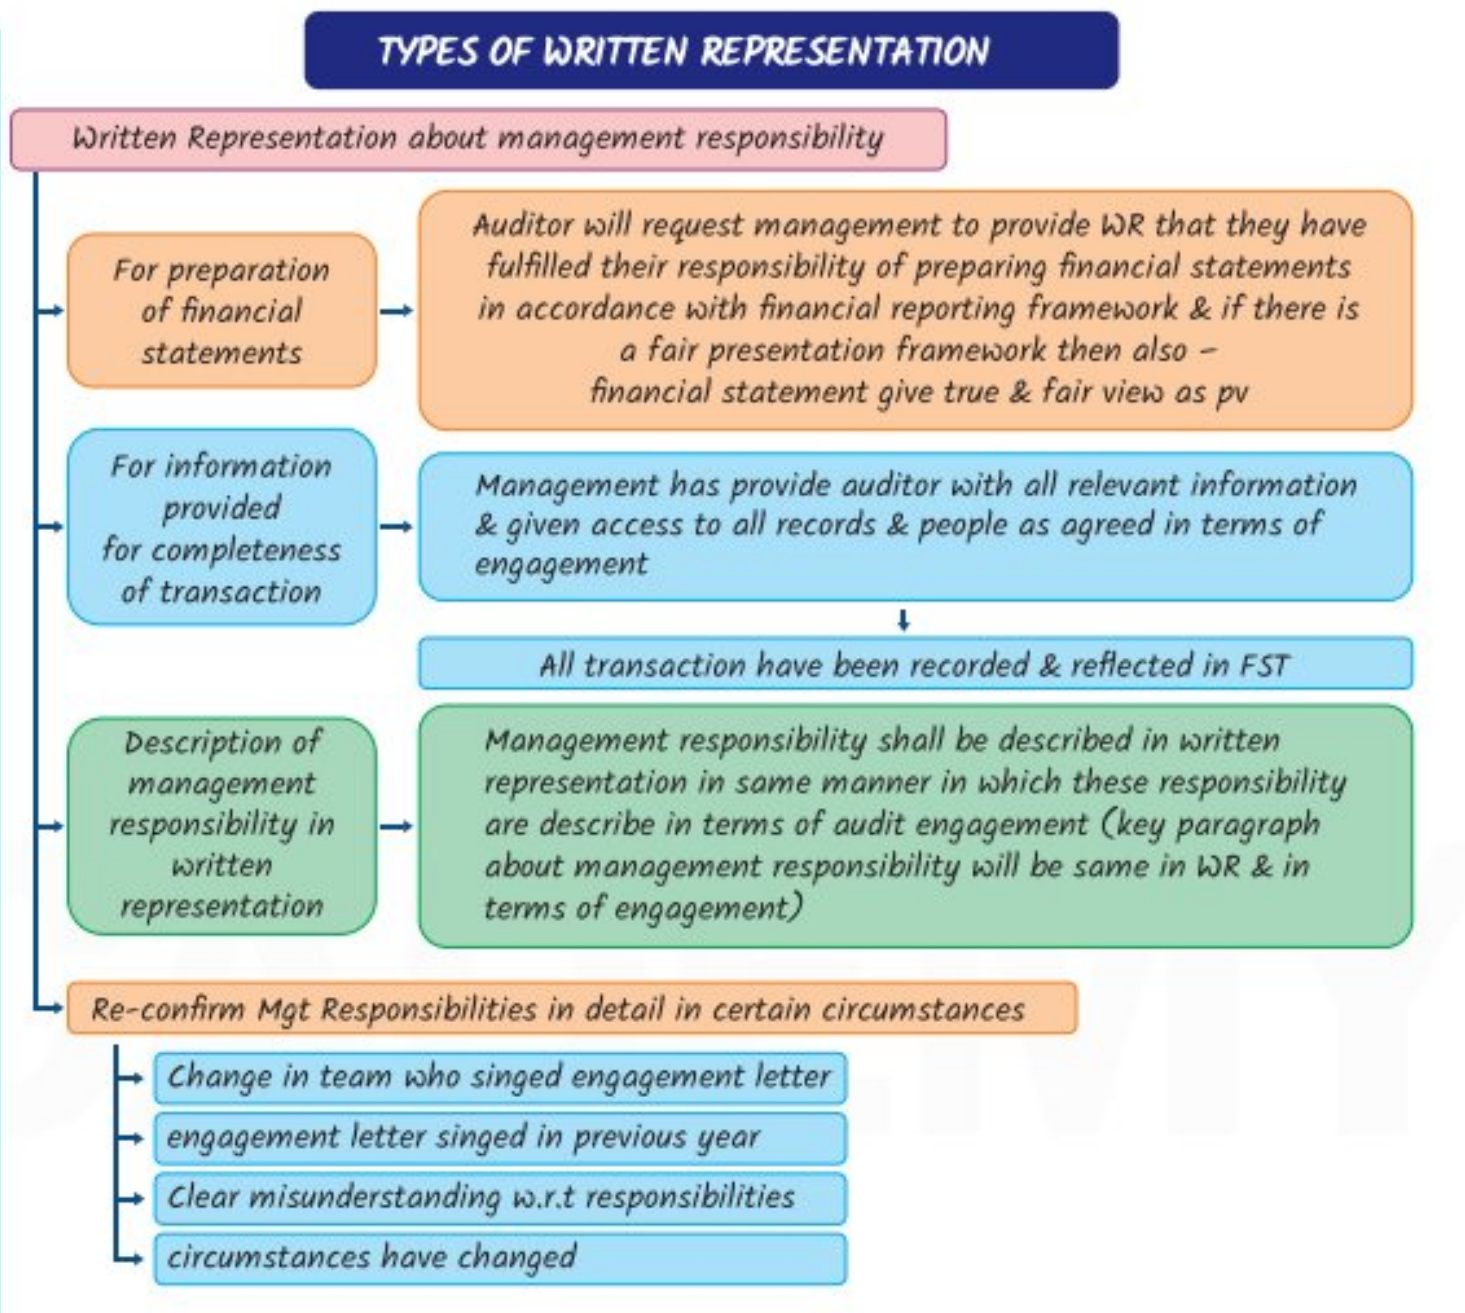 TYPES OF WRITTEN REPRESENTATION
Written Representation about management responsibility
For preparation
of financial
statements
Auditor will request management to provide WR that they have
fulfilled their responsibility of preparing financial statements
in accordance with financial reporting framework & if there is
a fair presentation framework then also –
financial statement give true & fair view as pv
For information
provided
for completeness
of transaction
Management has provide auditor with all relevant information
& given access to all records & people as agreed in terms of
engagement
All transaction have been recorded & reflected in FST
Description of
management
responsibility in
written
representation
Management responsibility shall be described in written
representation in same manner in which these responsibility
are describe in terms of audit engagement (key paragraph
about management responsibility will be same in WR & in
terms of engagement)
Re-confirm Mgt Responsibilities in detail in certain circumstances
Change in team who singed engagement letter
engagement letter singed in previous year
Clear misunderstanding w.r.t responsibilities
circumstances have changed